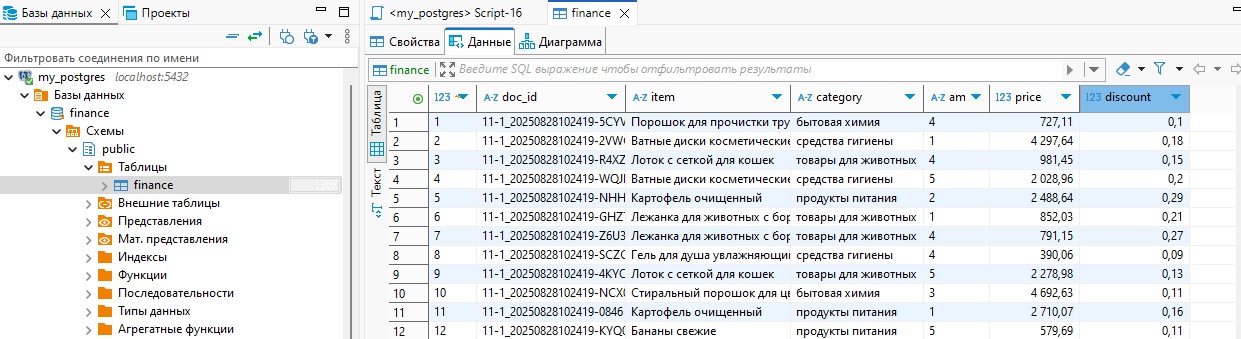 Базы данных
Проекты
Фильтровать соединения по имени
my_postgres localhost:5432
Базы данных
finance
Схемы
public
Таблицы
finance 136K
Внешние таблицы
Представления
Мат. представления
Индексы
Функции
Последовательности
Типы данных
Агрегатные функции
<my_postgres> Script-16
finance
Свойства
Данные
Диаграмма
finance
Введите SQL выражение чтобы отфильтровать результаты
Таблица
Текст
123 A-Z doc_id A-Z item A-Z category A-Z am 123 price 123 discount
1 1 11-1_20250828102419-5CYV Порошок для прочистки тру бытовая химия 4 727,11 0,1
2 2 11-1_20250828102419-2VW Ватные диски косметические средства гигиены 1 4 297,64 0,18
3 3 11-1_20250828102419-R4XZ Лоток с сеткой для кошек товары для животных 4 981,45 0,15
4 4 11-1_20250828102419-WQJ Ватные диски косметические средства гигиены 5 2 028,96 0,2
5 5 11-1_20250828102419-NHH Картофель очищенный продукты питания 2 2 488,64 0,29
6 6 11-1_20250828102419-GHZ Лежанка для животных с бор товары для животных 1 852,03 0,21
7 7 11-1_20250828102419-Z6U3 Лежанка для животных с бор товары для животных 4 791,15 0,27
8 8 11-1_20250828102419-SCZ Гель для душа увлажняющи средства гигиены 4 390,06 0,09
9 9 11-1_20250828102419-4KYC Лоток с сеткой для кошек товары для животных 5 2 278,98 0,13
10 10 11-1_20250828102419-NCX Стиральный порошок для цв бытовая химия 3 4 692,63 0,11
11 11 11-1_20250828102419-0846 Картофель очищенный продукты питания 1 2 710,07 0,16
12 12 11-1_20250828102419-KYQ Бананы свежие продукты питания 5 579,69 0,11